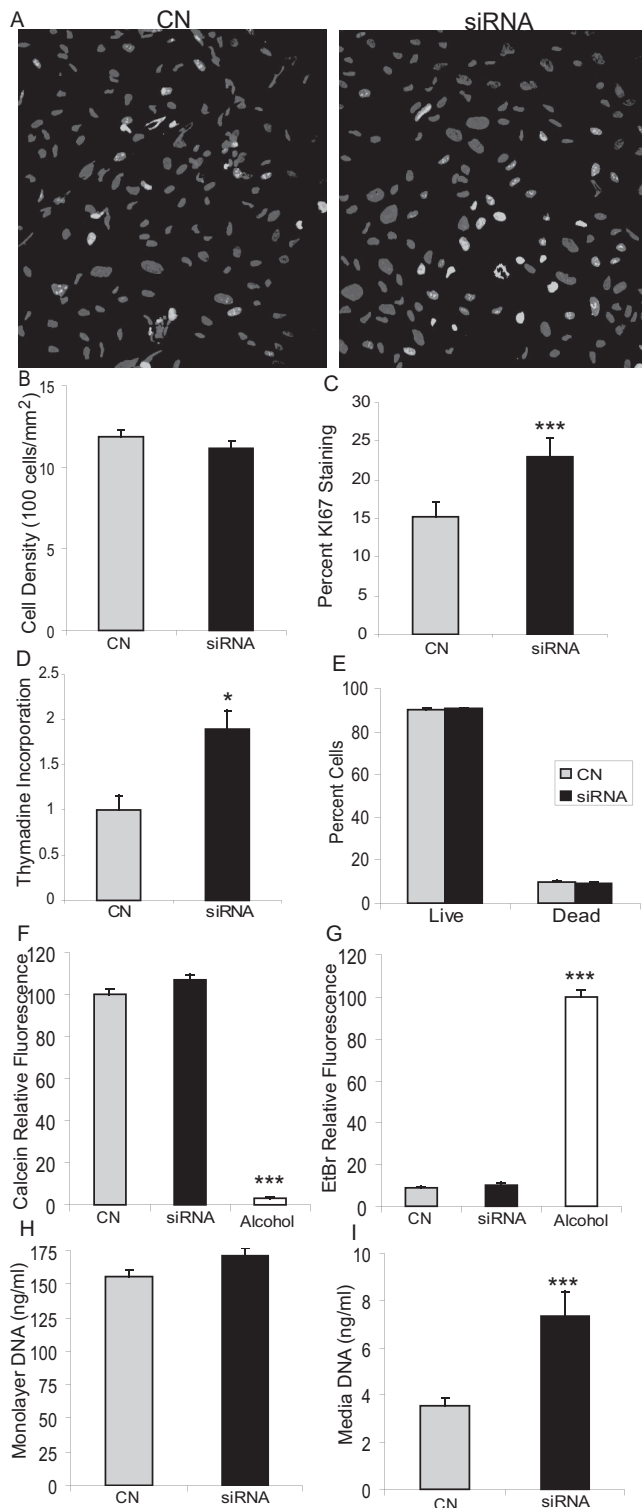 A
CN
siRNA
B
Cell Density (100 cells/mm²)
15
10
5
0
CN
siRNA
C
Percent KI67 Staining
30
25
20
15
10
5
0
***
CN
siRNA
D
Thymadine Incorporation
2.5
2
1.5
1
0.5
0
*
CN
siRNA
E
Percent Cells
100
80
60
40
20
0
CN
siRNA
Live
Dead
F
Calcein Relative Fluorescence
120
100
80
60
40
20
0
***
CN
siRNA
Alcohol
G
EtBr Relative Fluorescence
120
100
80
60
40
20
0
***
CN
siRNA
Alcohol
H
Monolayer DNA (ng/ml)
175
150
125
100
75
50
25
0
CN
siRNA
I
Media DNA (ng/ml)
10
8
6
4
2
0
***
CN
siRNA